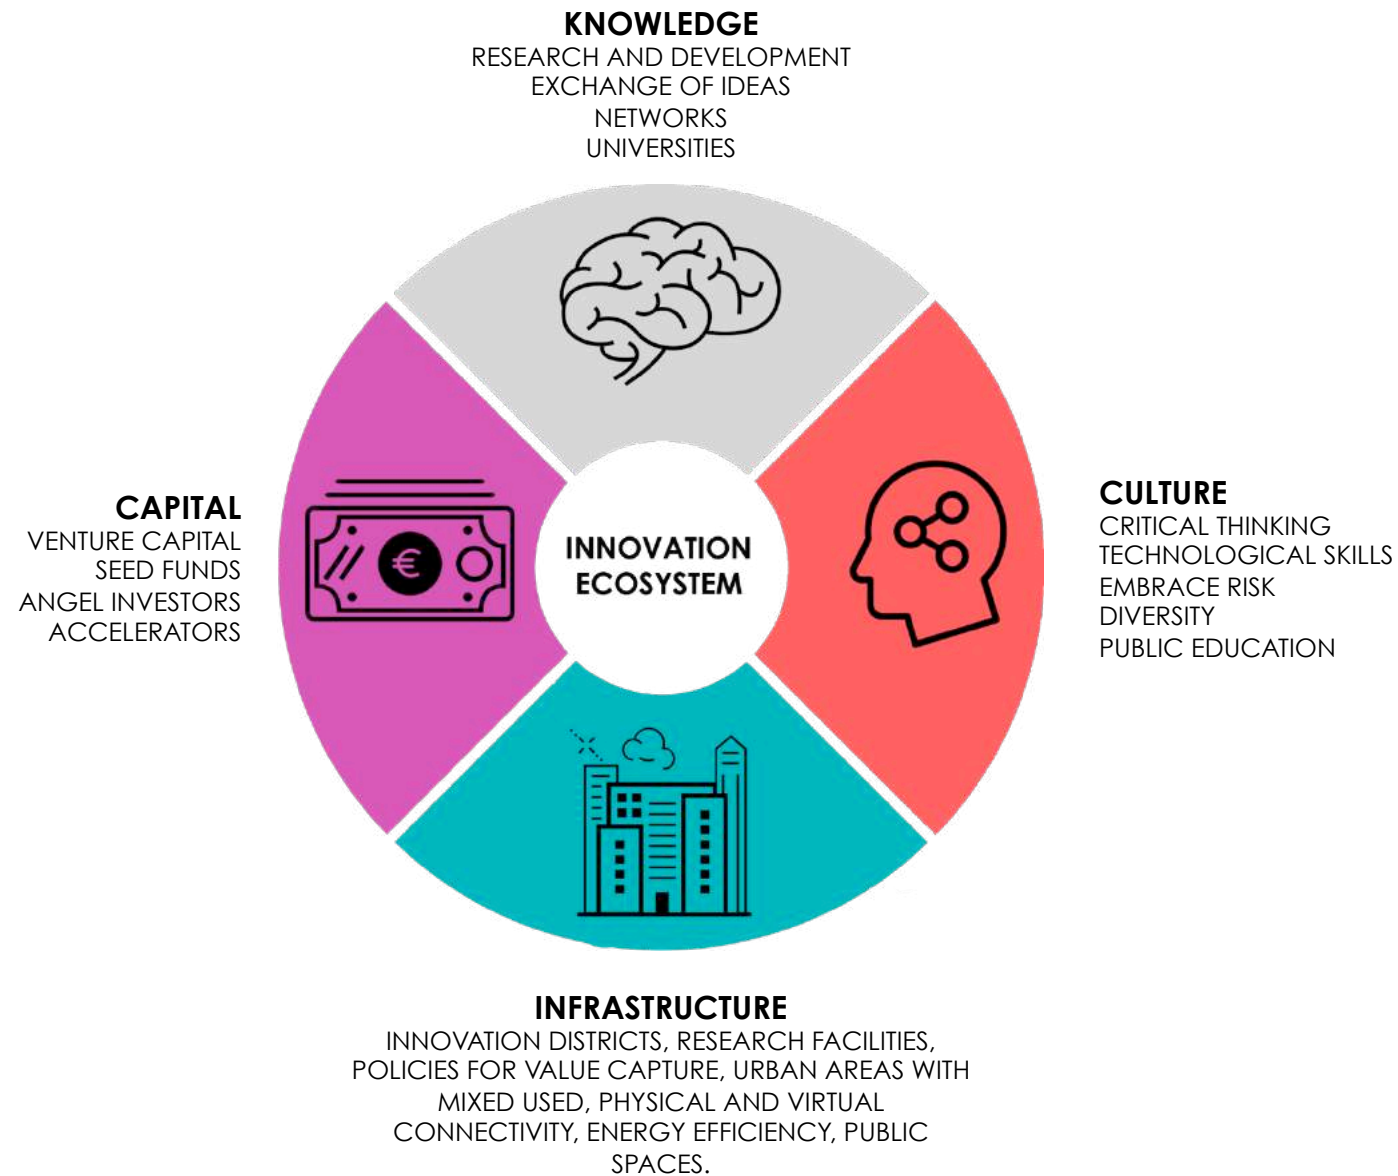 KNOWLEDGE
RESEARCH AND DEVELOPMENT
EXCHANGE OF IDEAS
NETWORKS
UNIVERSITIES
CAPITAL
VENTURE CAPITAL
SEED FUNDS
ANGEL INVESTORS
ACCELERATORS
€
INNOVATION
ECOSYSTEM
CULTURE
CRITICAL THINKING
TECHNOLOGICAL SKILLS
EMBRACE RISK
DIVERSITY
PUBLIC EDUCATION
INFRASTRUCTURE
INNOVATION DISTRICTS, RESEARCH FACILITIES,
POLICIES FOR VALUE CAPTURE, URBAN AREAS WITH
MIXED USED, PHYSICAL AND VIRTUAL
CONNECTIVITY, ENERGY EFFICIENCY, PUBLIC
SPACES.